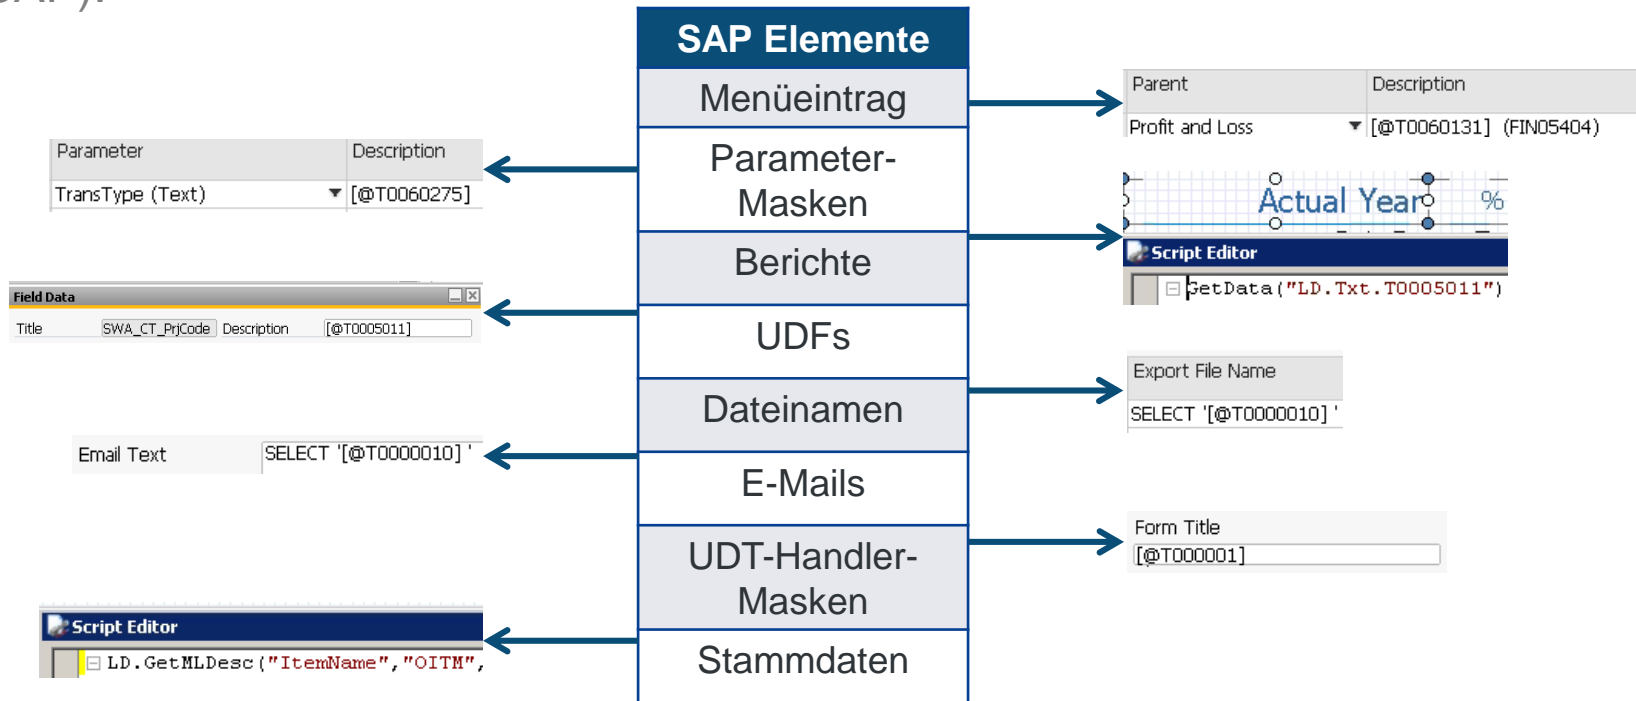 SAP Elemente
Menüeintrag
Parameter-
Masken
Berichte
UDFs
Dateinamen
E-Mails
UDT-Handler-
Masken
Stammdaten
Parameter Description
TransType (Text) [@T0060275]
Field Data
Title SWA_CT_PrjCode Description [@T0005011]
Email Text SELECT '[@T0000010] '
Script Editor
LD.GetMLDesc("ItemName","OITM",
Parent Description
Profit and Loss [@T0060131] (FIN05404)
Actual Year %
Script Editor
GetData("LD.Txt.T0005011")
Export File Name
SELECT '[@T0000010] '
Form Title
[@T000001]